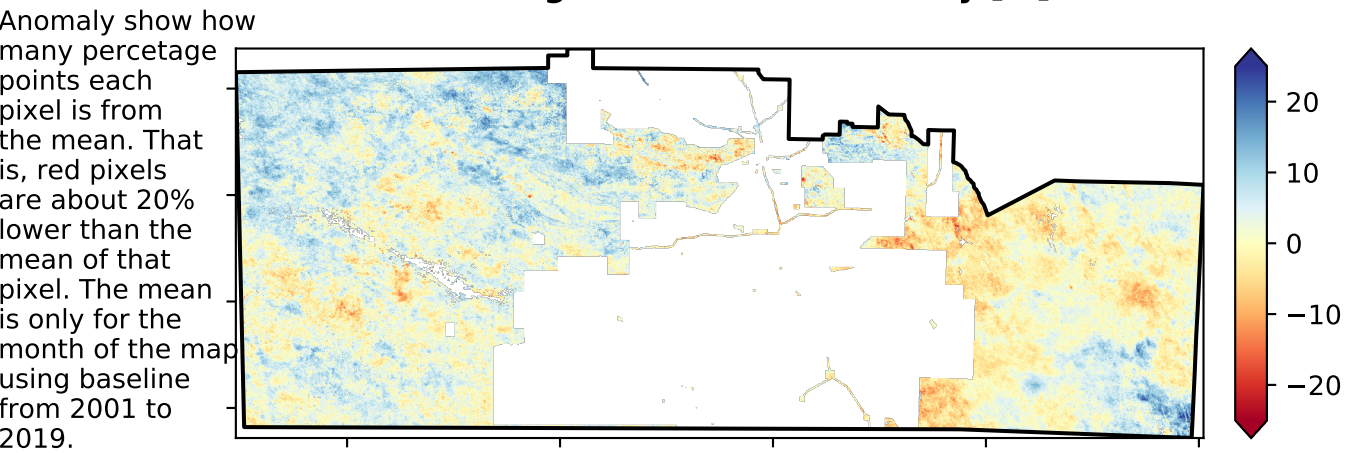 Anomaly show how
many percetage
points each
pixel is from
the mean. That
is, red pixels
are about 20%
lower than the
mean of that
pixel. The mean
is only for the
month of the map
using baseline
from 2001 to
2019.
20
10
0
−10
−20